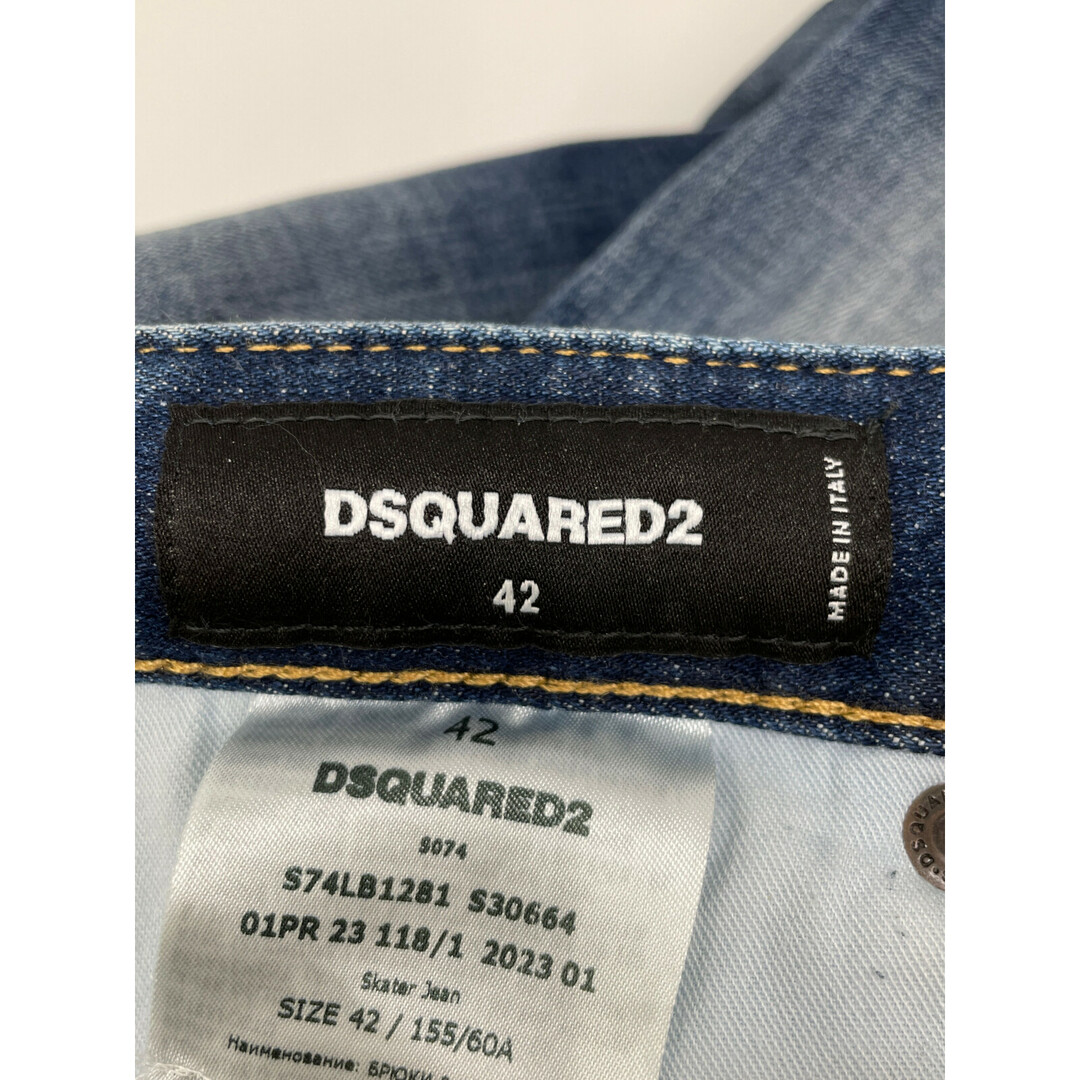 DSQUARED2
42
MADE IN ITALY
42
DSQUARED2
S074
S74LB1281 S30664
01PR 23 118/1 2023 01
Skater Jean
SIZE 42 / 155/60A
Наименование: БРЮКИ
DSQUAR